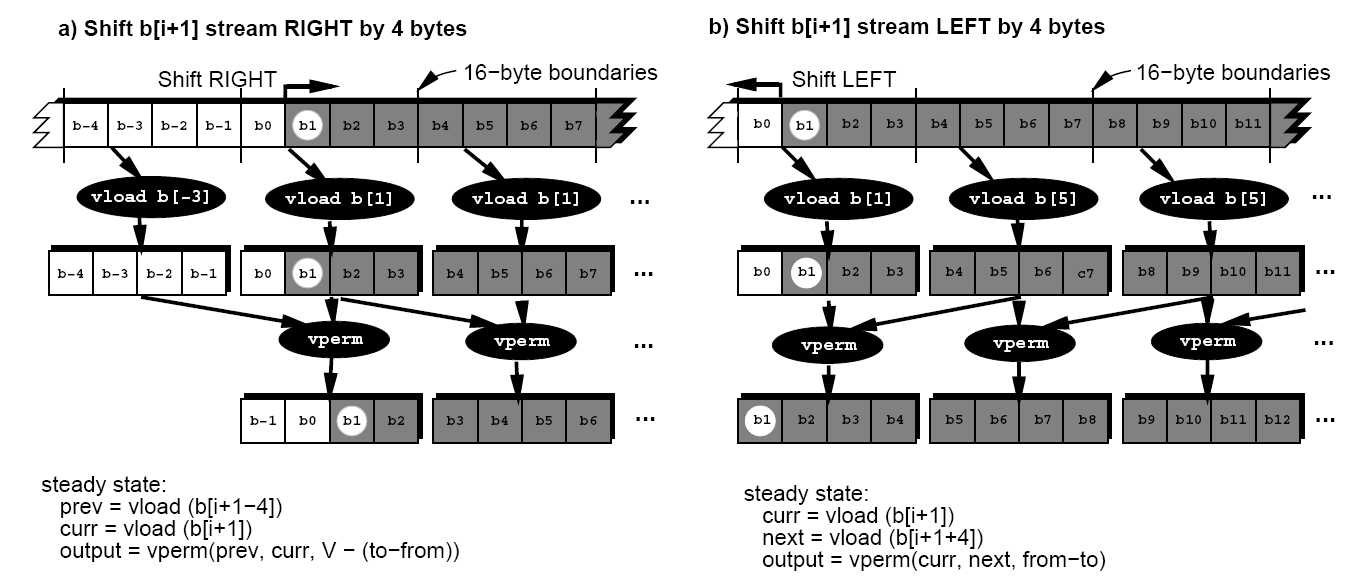 a) Shift b[i+1] stream RIGHT by 4 bytes
Shift RIGHT
16−byte boundaries
b-4 b-3 b-2 b-1 b0 b1 b2 b3 b4 b5 b6 b7
vload b[-3] vload b[1] vload b[1] ...
b-4 b-3 b-2 b-1 b0 b1 b2 b3 b4 b5 b6 b7 ...
vperm vperm ...
b-1 b0 b1 b2 b3 b4 b5 b6 ...
steady state:
prev = vload (b[i+1−4])
curr = vload (b[i+1])
output = vperm(prev, curr, V − (to−from))
b) Shift b[i+1] stream LEFT by 4 bytes
Shift LEFT
16−byte boundaries
b0 b1 b2 b3 b4 b5 b6 b7 b8 b9 b10 b11
vload b[1] vload b[5] vload b[5] ...
b0 b1 b2 b3 b4 b5 b6 c7 b8 b9 b10 b11 ...
vperm vperm vperm ...
b1 b2 b3 b4 b5 b6 b7 b8 b9 b10 b11 b12 ...
steady state:
curr = vload (b[i+1])
next = vload (b[i+1+4])
output = vperm(curr, next, from−to)